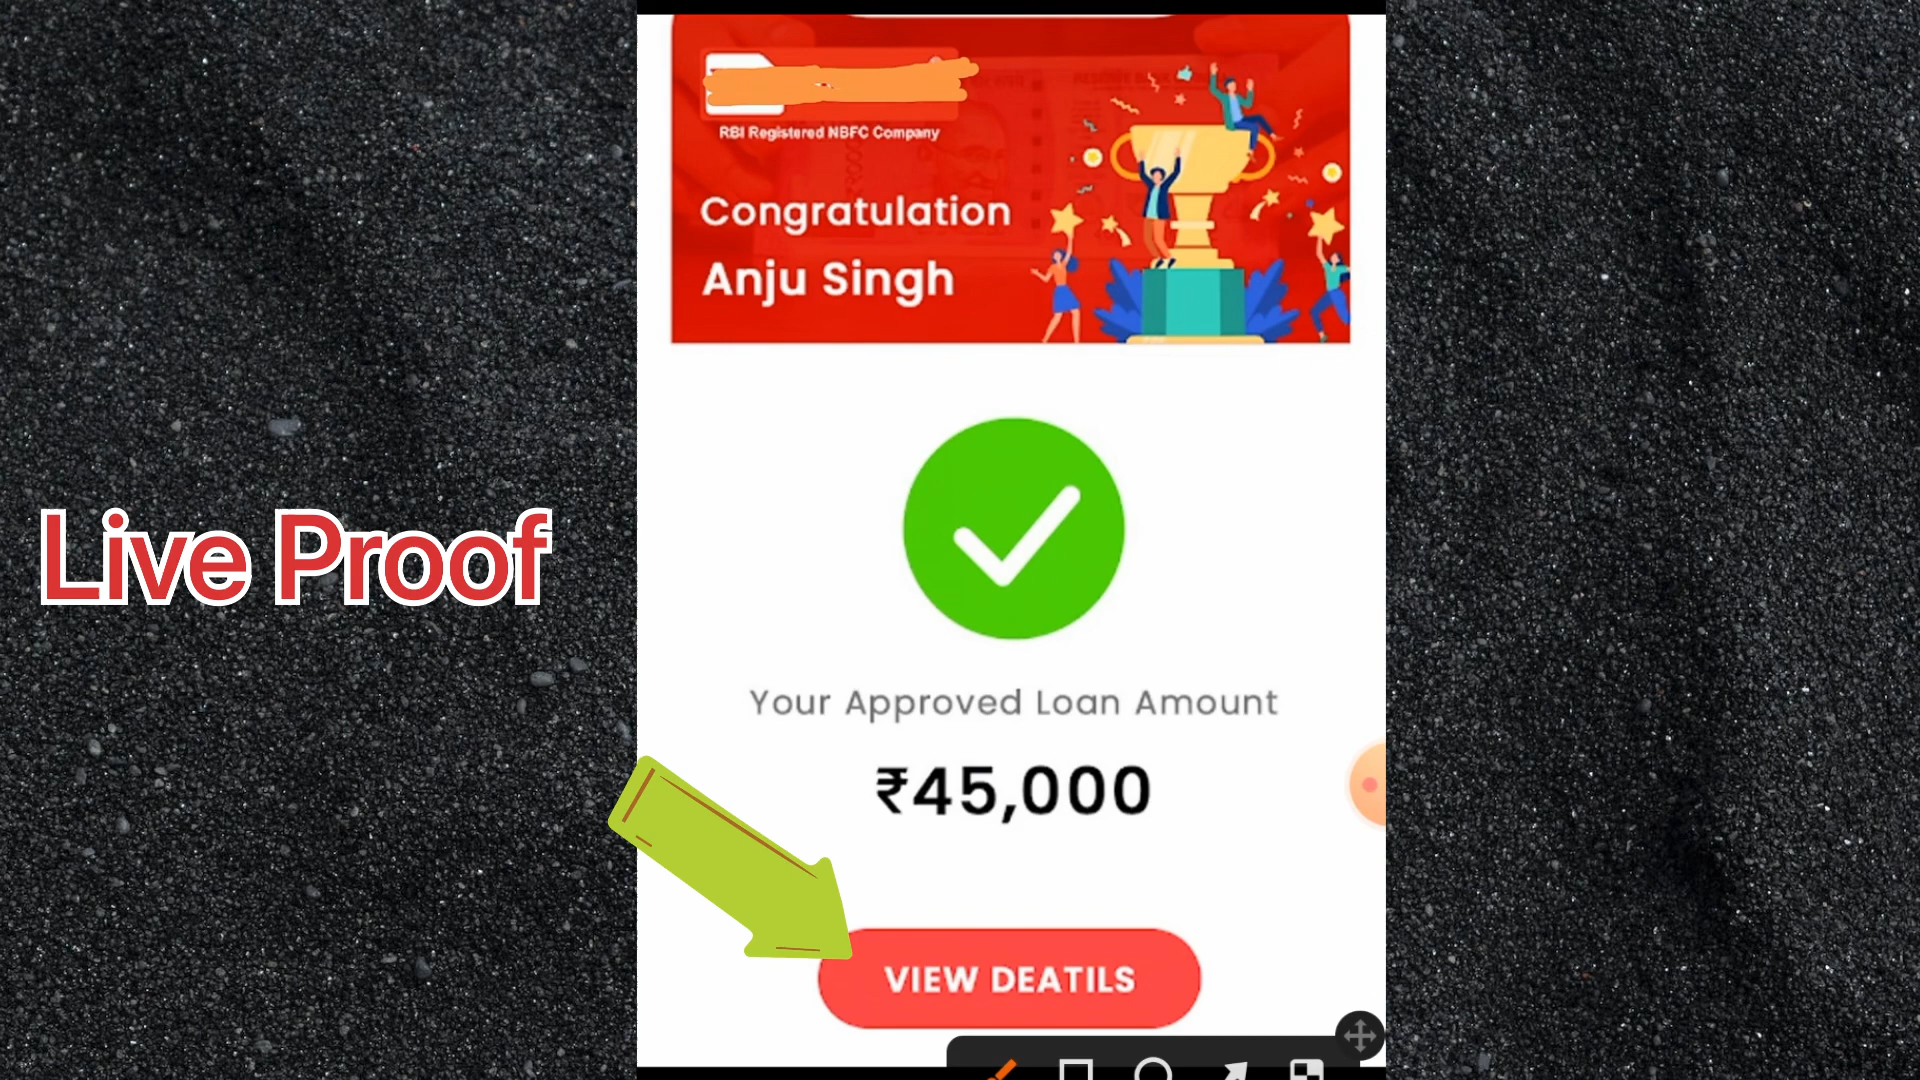 RBI Registered NBFC Company
Congratulation
Anju Singh
Live Proof
Your Approved Loan Amount
₹45,000
VIEW DEATILS